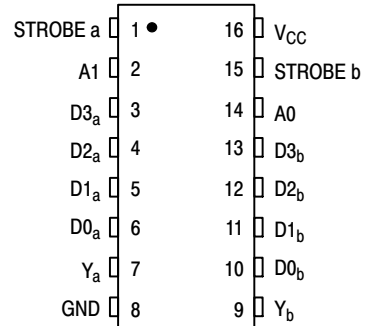 STROBE a 1 16 VCC
A1 2 15 STROBE b
D3a 3 14 A0
D2a 4 13 D3b
D1a 5 12 D2b
D0a 6 11 D1b
Ya 7 10 D0b
GND 8 9 Yb